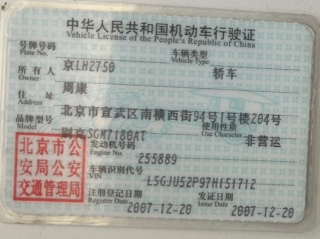 中华人民共和国机动车行驶证
Vehicle License of the People's Republic of China
号牌号码 京LH2750 车辆类型 轿车
Plate No. Vehicle Type
所有人 周康
Owner
住址 北京市宣武区南横西街94号1号楼204号
Address
品牌型号 别克SGM7180AT 使用性质 非营运
Model Use Character
北京市公安局公安交通管理局
发动机号码 255889
Engine No.
车辆识别代号
VIN
注册登记日期 2007-12-20 发证日期 2007-12-20
Register Date Issue Date